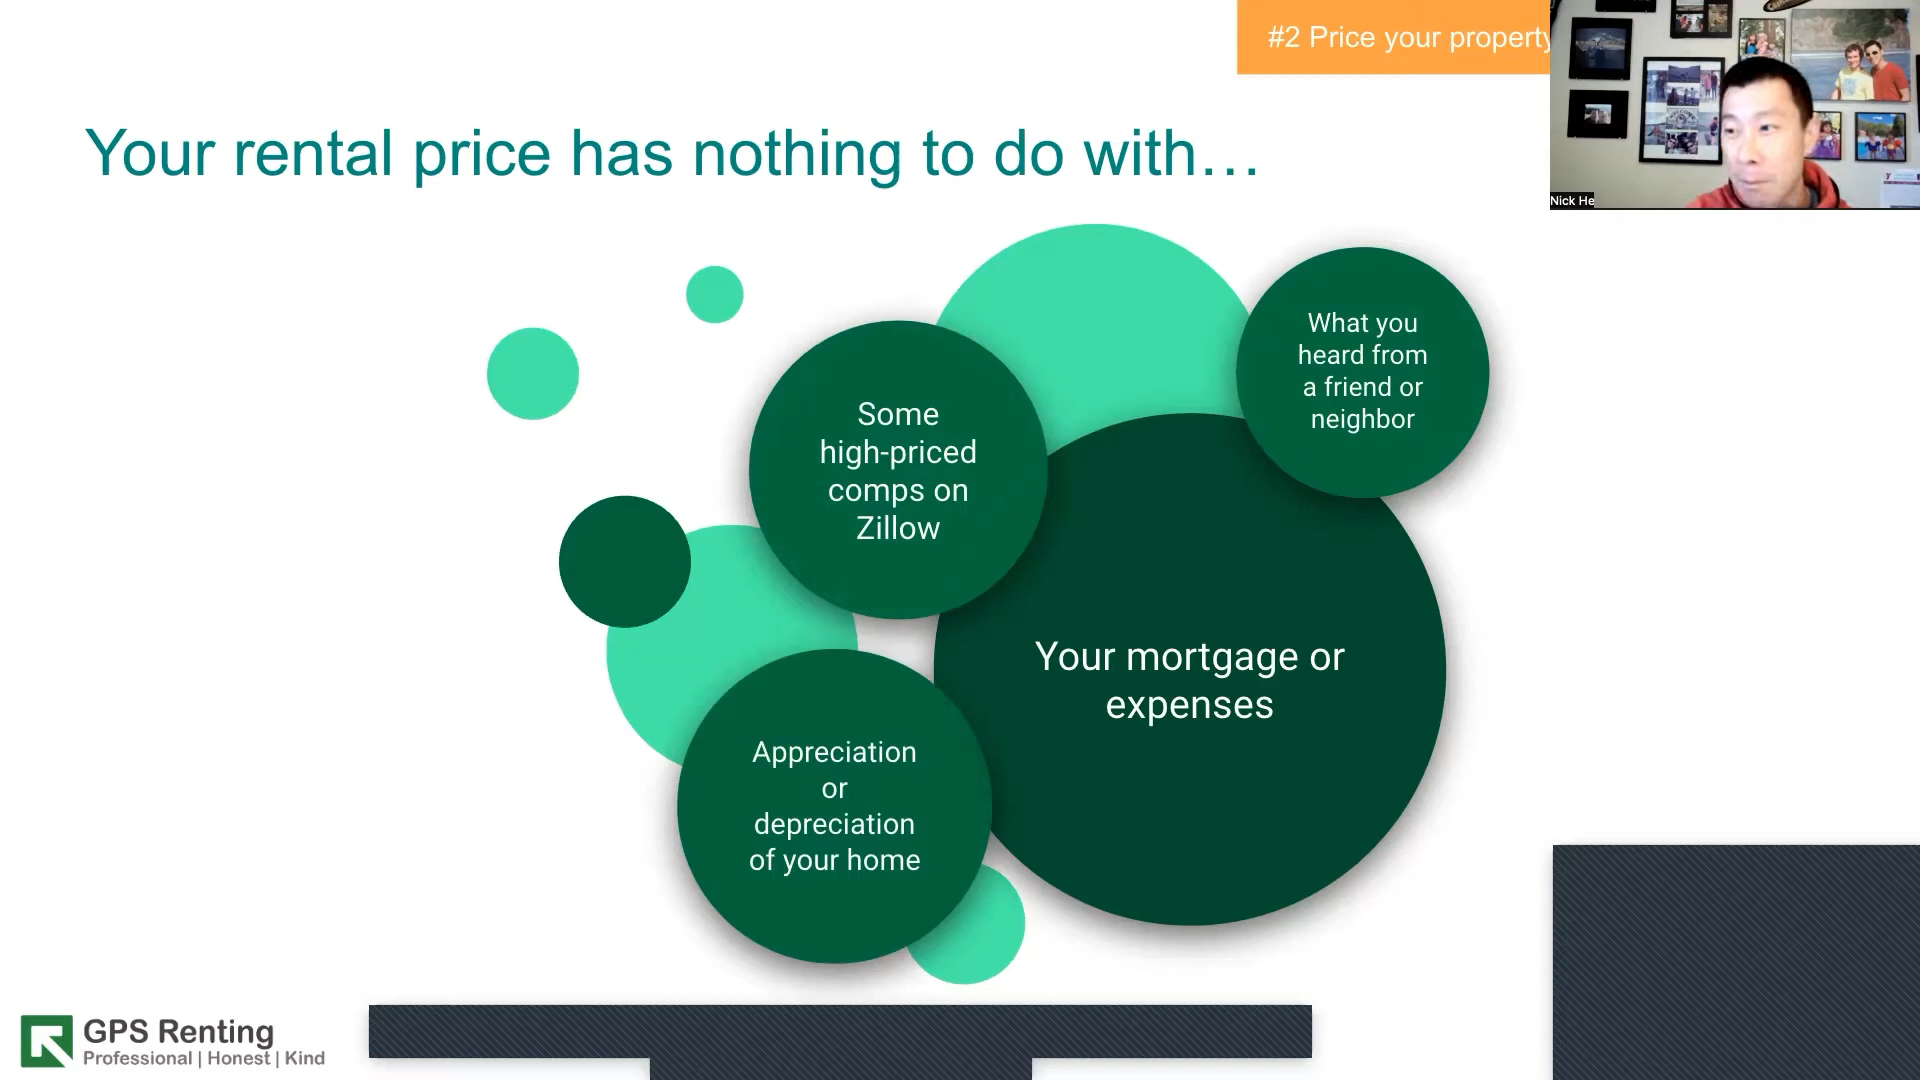 #2 Price your property
Nick He
Your rental price has nothing to do with…
What you
heard from
a friend or
neighbor
Some
high-priced
comps on
Zillow
Your mortgage or
expenses
Appreciation
or
depreciation
of your home
GPS Renting
Professional | Honest | Kind